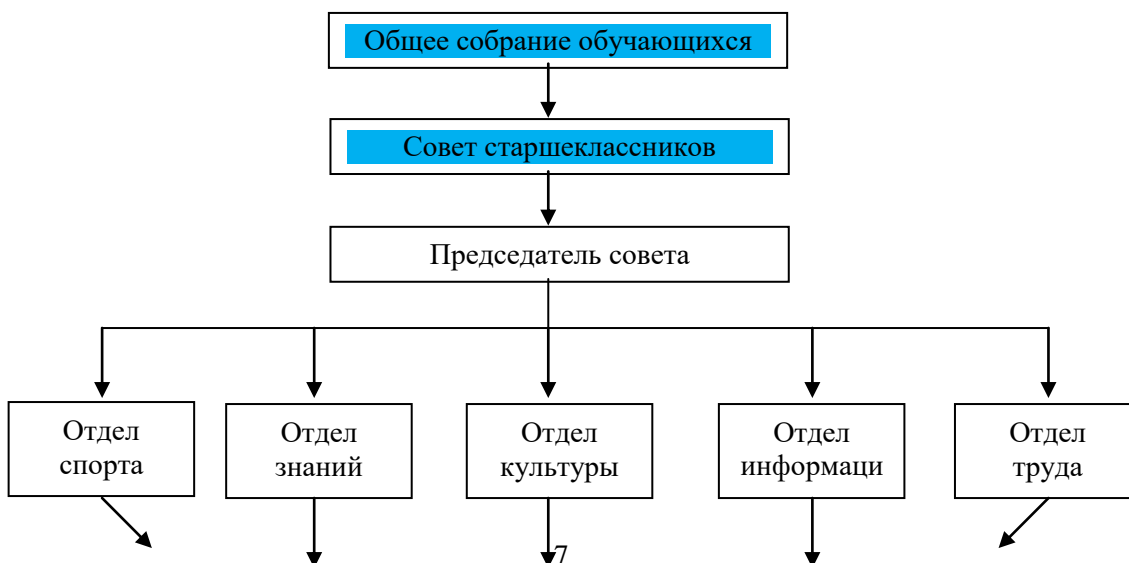 Общее собрание обучающихся
Совет старшеклассников
Председатель совета
Отдел
спорта
Отдел
знаний
Отдел
культуры
Отдел
информаци
Отдел
труда
7